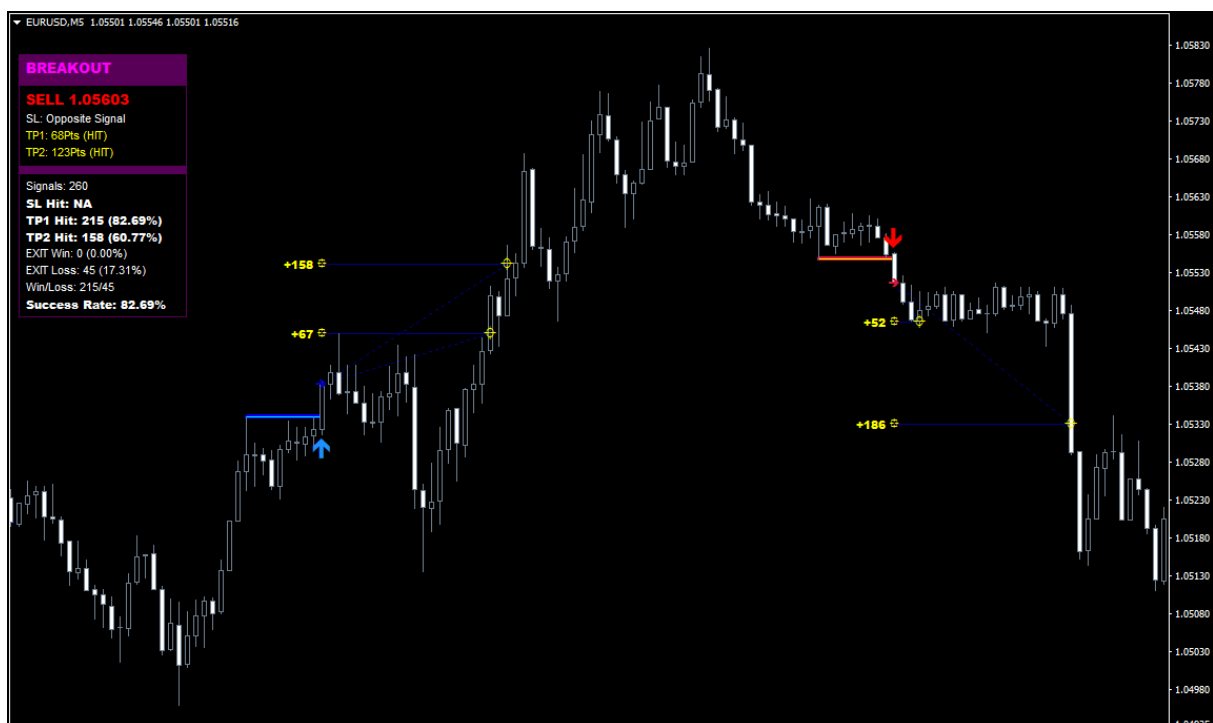 EURUSD,M5 1.05501 1.05546 1.05501 1.05516
BREAKOUT
SELL 1.05603
SL: Opposite Signal
TP1: 68Pts (HIT)
TP2: 123Pts (HIT)
Signals: 260
SL Hit: NA
TP1 Hit: 215 (82.69%)
TP2 Hit: 158 (60.77%)
EXIT Win: 0 (0.00%)
EXIT Loss: 45 (17.31%)
Win/Loss: 215/45
Success Rate: 82.69%
+158
+67
+52
+186
1.05830
1.05780
1.05730
1.05680
1.05630
1.05580
1.05530
1.05480
1.05430
1.05380
1.05330
1.05280
1.05230
1.05180
1.05130
1.05080
1.05030
1.04980